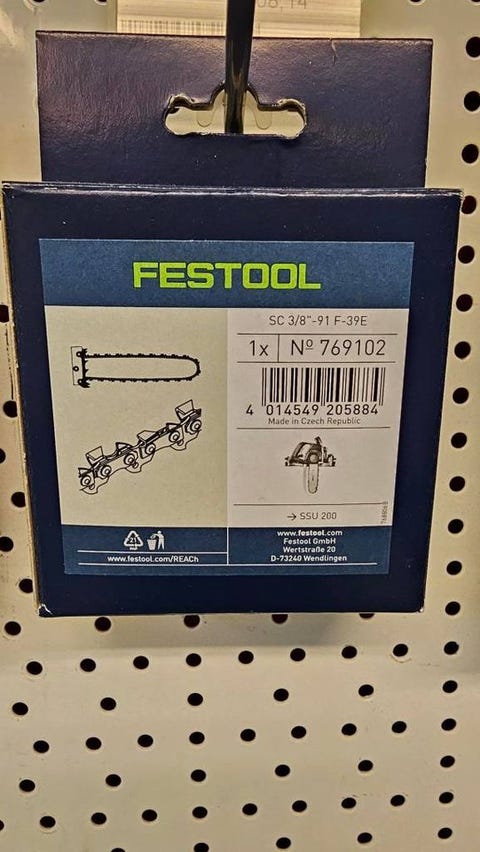 FESTOOL
SC 3/8"-91 F-39E
1x Nº 769102
4 014549 205884
Made in Czech Republic
→ SSU 200
www.festool.com/REACh
www.festool.com
Festool GmbH
Wertstraße 20
D-73240 Wendlingen